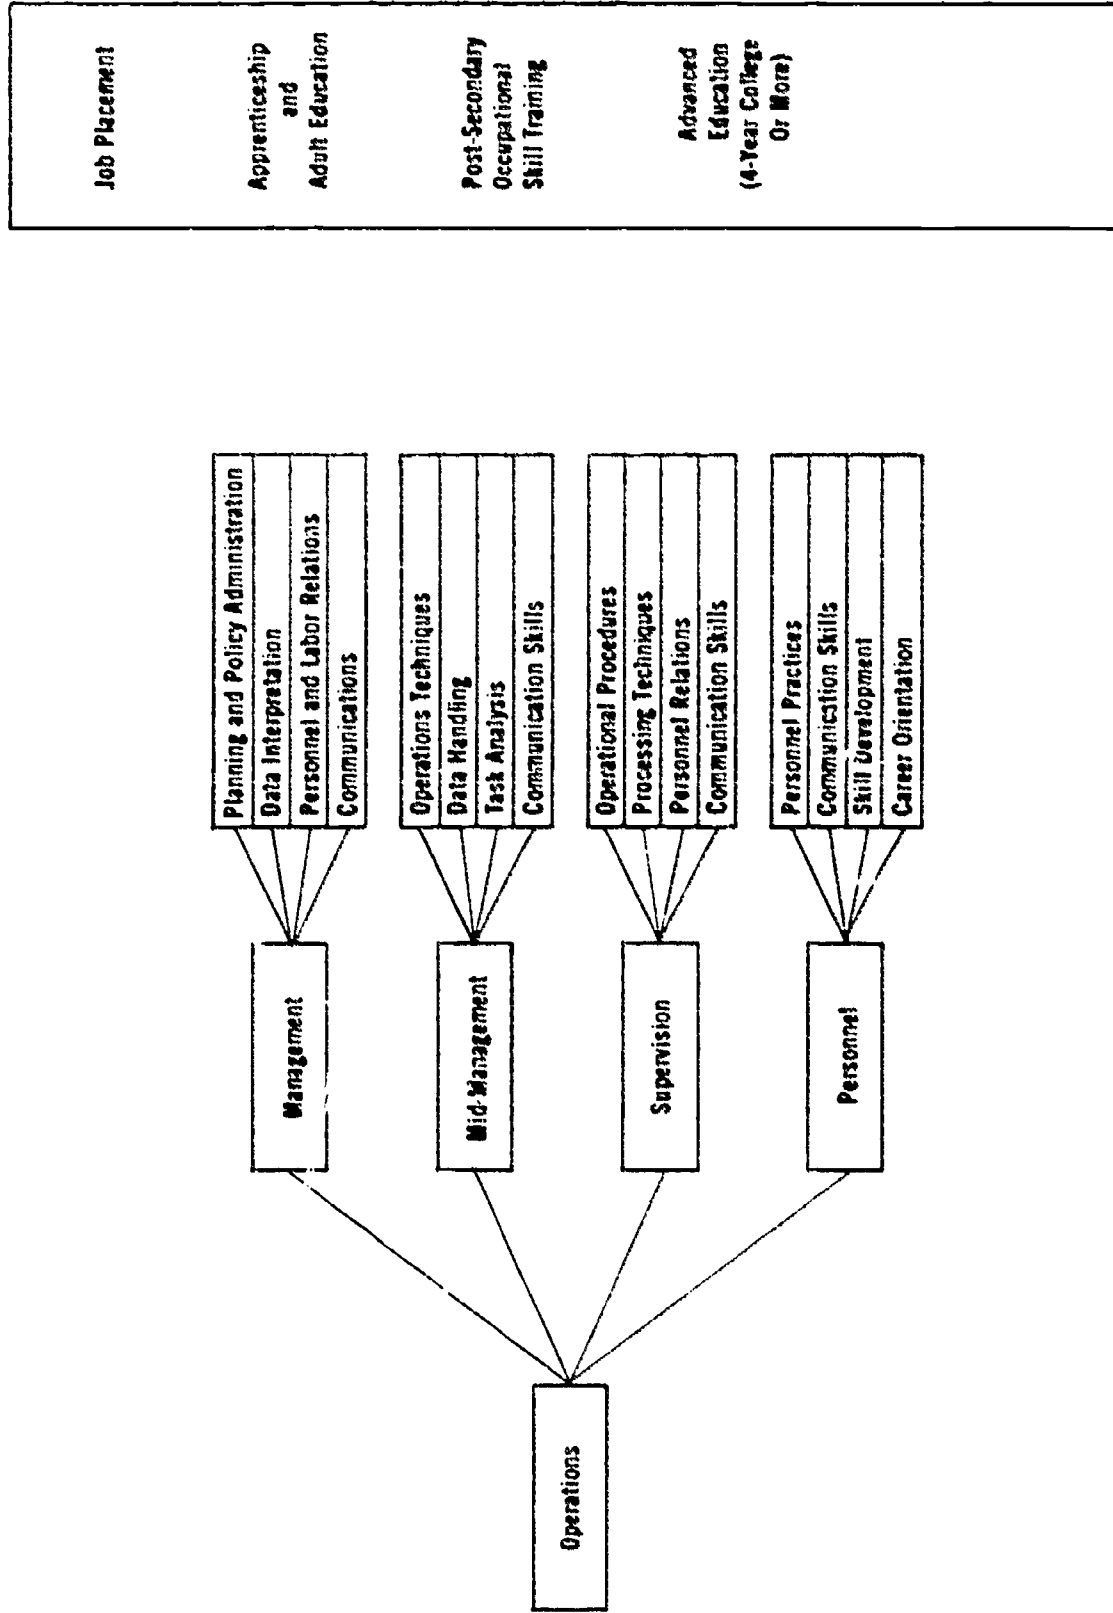 Operations
Management
Planning and Policy Administration
Data Interpretation
Personnel and Labor Relations
Communications
Mid-Management
Operations Techniques
Data Handling
Task Analysis
Communication Skills
Supervision
Operational Procedures
Processing Techniques
Personnel Relations
Communication Skills
Personnel
Personnel Practices
Communication Skills
Skill Development
Career Orientation
Job Placement
Apprenticeship
and
Adult Education
Post-Secondary
Occupational
Skill Training
Advanced
Education
(4-Year College
Or More)